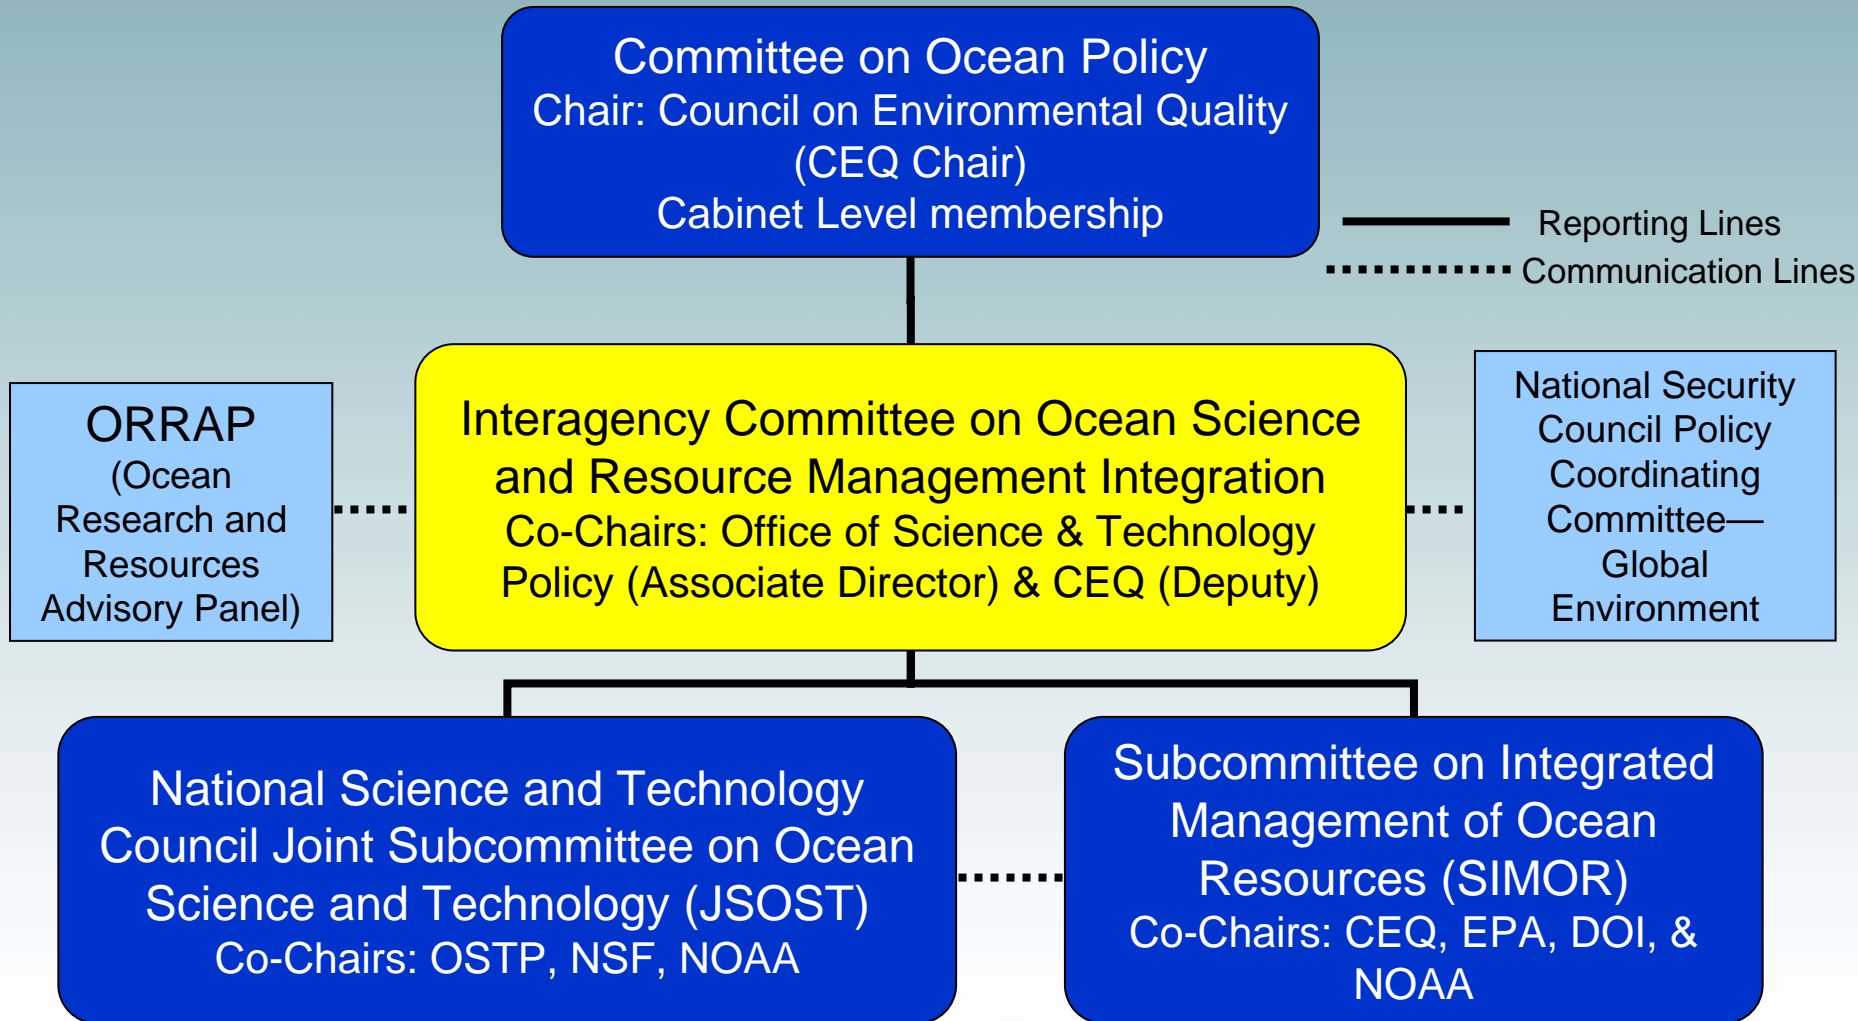 Committee on Ocean Policy
Chair: Council on Environmental Quality
(CEQ Chair)
Cabinet Level membership
Reporting Lines
Communication Lines
ORRAP
(Ocean
Research and
Resources
Advisory Panel)
Interagency Committee on Ocean Science
and Resource Management Integration
Co-Chairs: Office of Science & Technology
Policy (Associate Director) & CEQ (Deputy)
National Security
Council Policy
Coordinating
Committee—
Global
Environment
National Science and Technology
Council Joint Subcommittee on Ocean
Science and Technology (JSOST)
Co-Chairs: OSTP, NSF, NOAA
Subcommittee on Integrated
Management of Ocean
Resources (SIMOR)
Co-Chairs: CEQ, EPA, DOI, &
NOAA